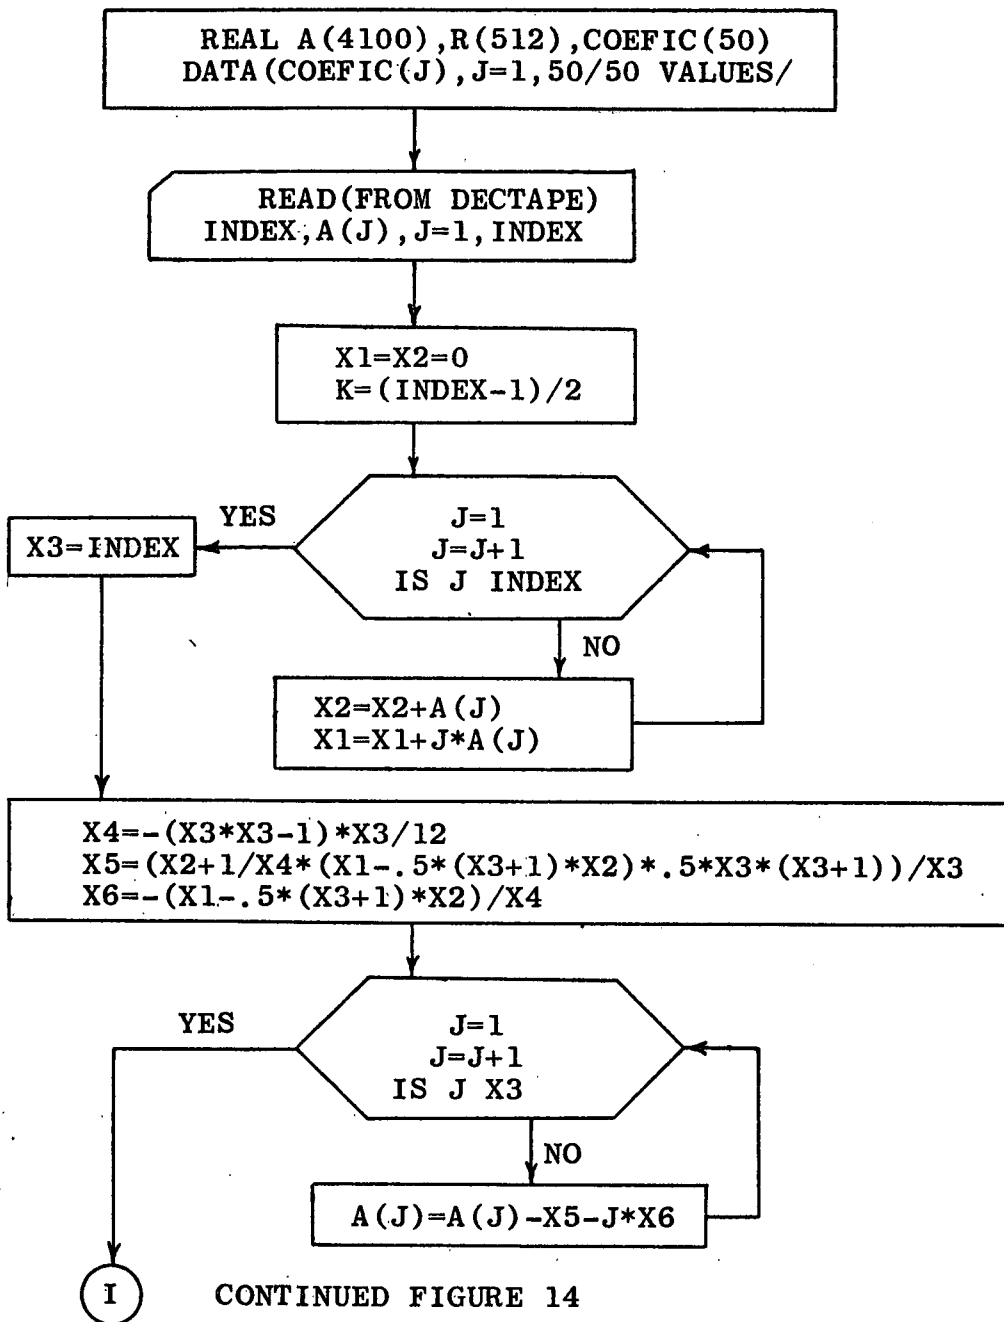 REAL A(4100),R(512),COEFIC(50)
DATA(COEFIC(J),J=1,50/50 VALUES/
READ(FROM DECTAPE)
INDEX,A(J),J=1,INDEX
X1=X2=0
K=(INDEX-1)/2
J=1
J=J+1
IS J INDEX
YES
X3=INDEX
NO
X2=X2+A(J)
X1=X1+J*A(J)
X4=-(X3*X3-1)*X3/12
X5=(X2+1/X4*(X1-.5*(X3+1)*X2)*.5*X3*(X3+1))/X3
X6=-(X1-.5*(X3+1)*X2)/X4
J=1
J=J+1
IS J X3
YES
NO
A(J)=A(J)-X5-J*X6
I
CONTINUED FIGURE 14